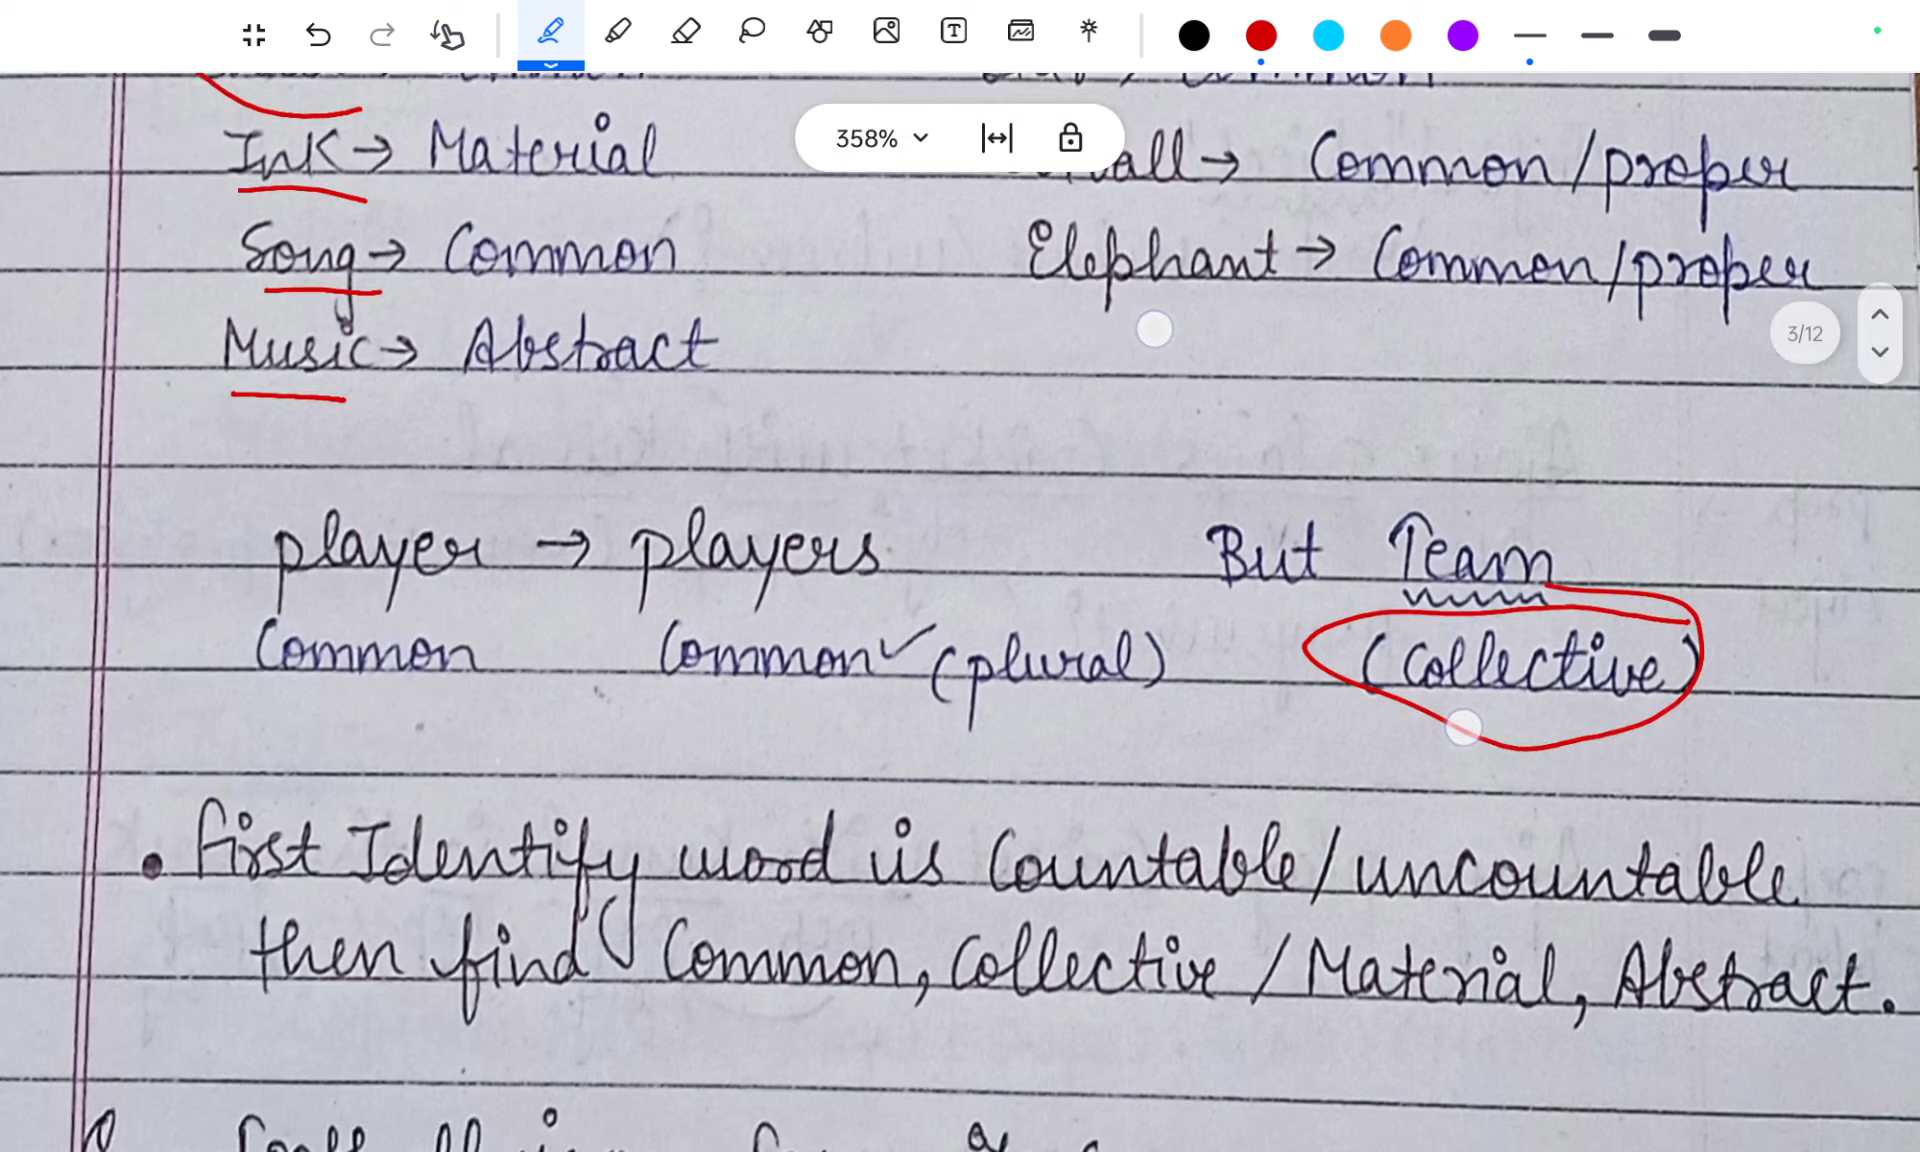 358%
Ink → Material
all → Common/proper
Song → Common
Elephant → Common/proper
3/12
Music → Abstract
player → players
But Team
Common
Common ✓ (plural)
(Collective)
• first Identify word is Countable/uncountable
then find Common, Collective / Material, Abstract.